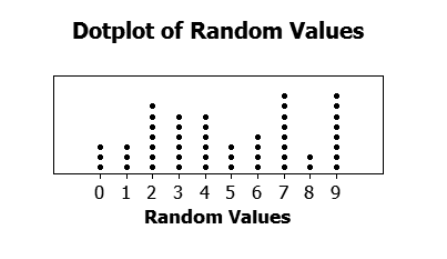 Dotplot of Random Values
0 1 2 3 4 5 6 7 8 9
Random Values